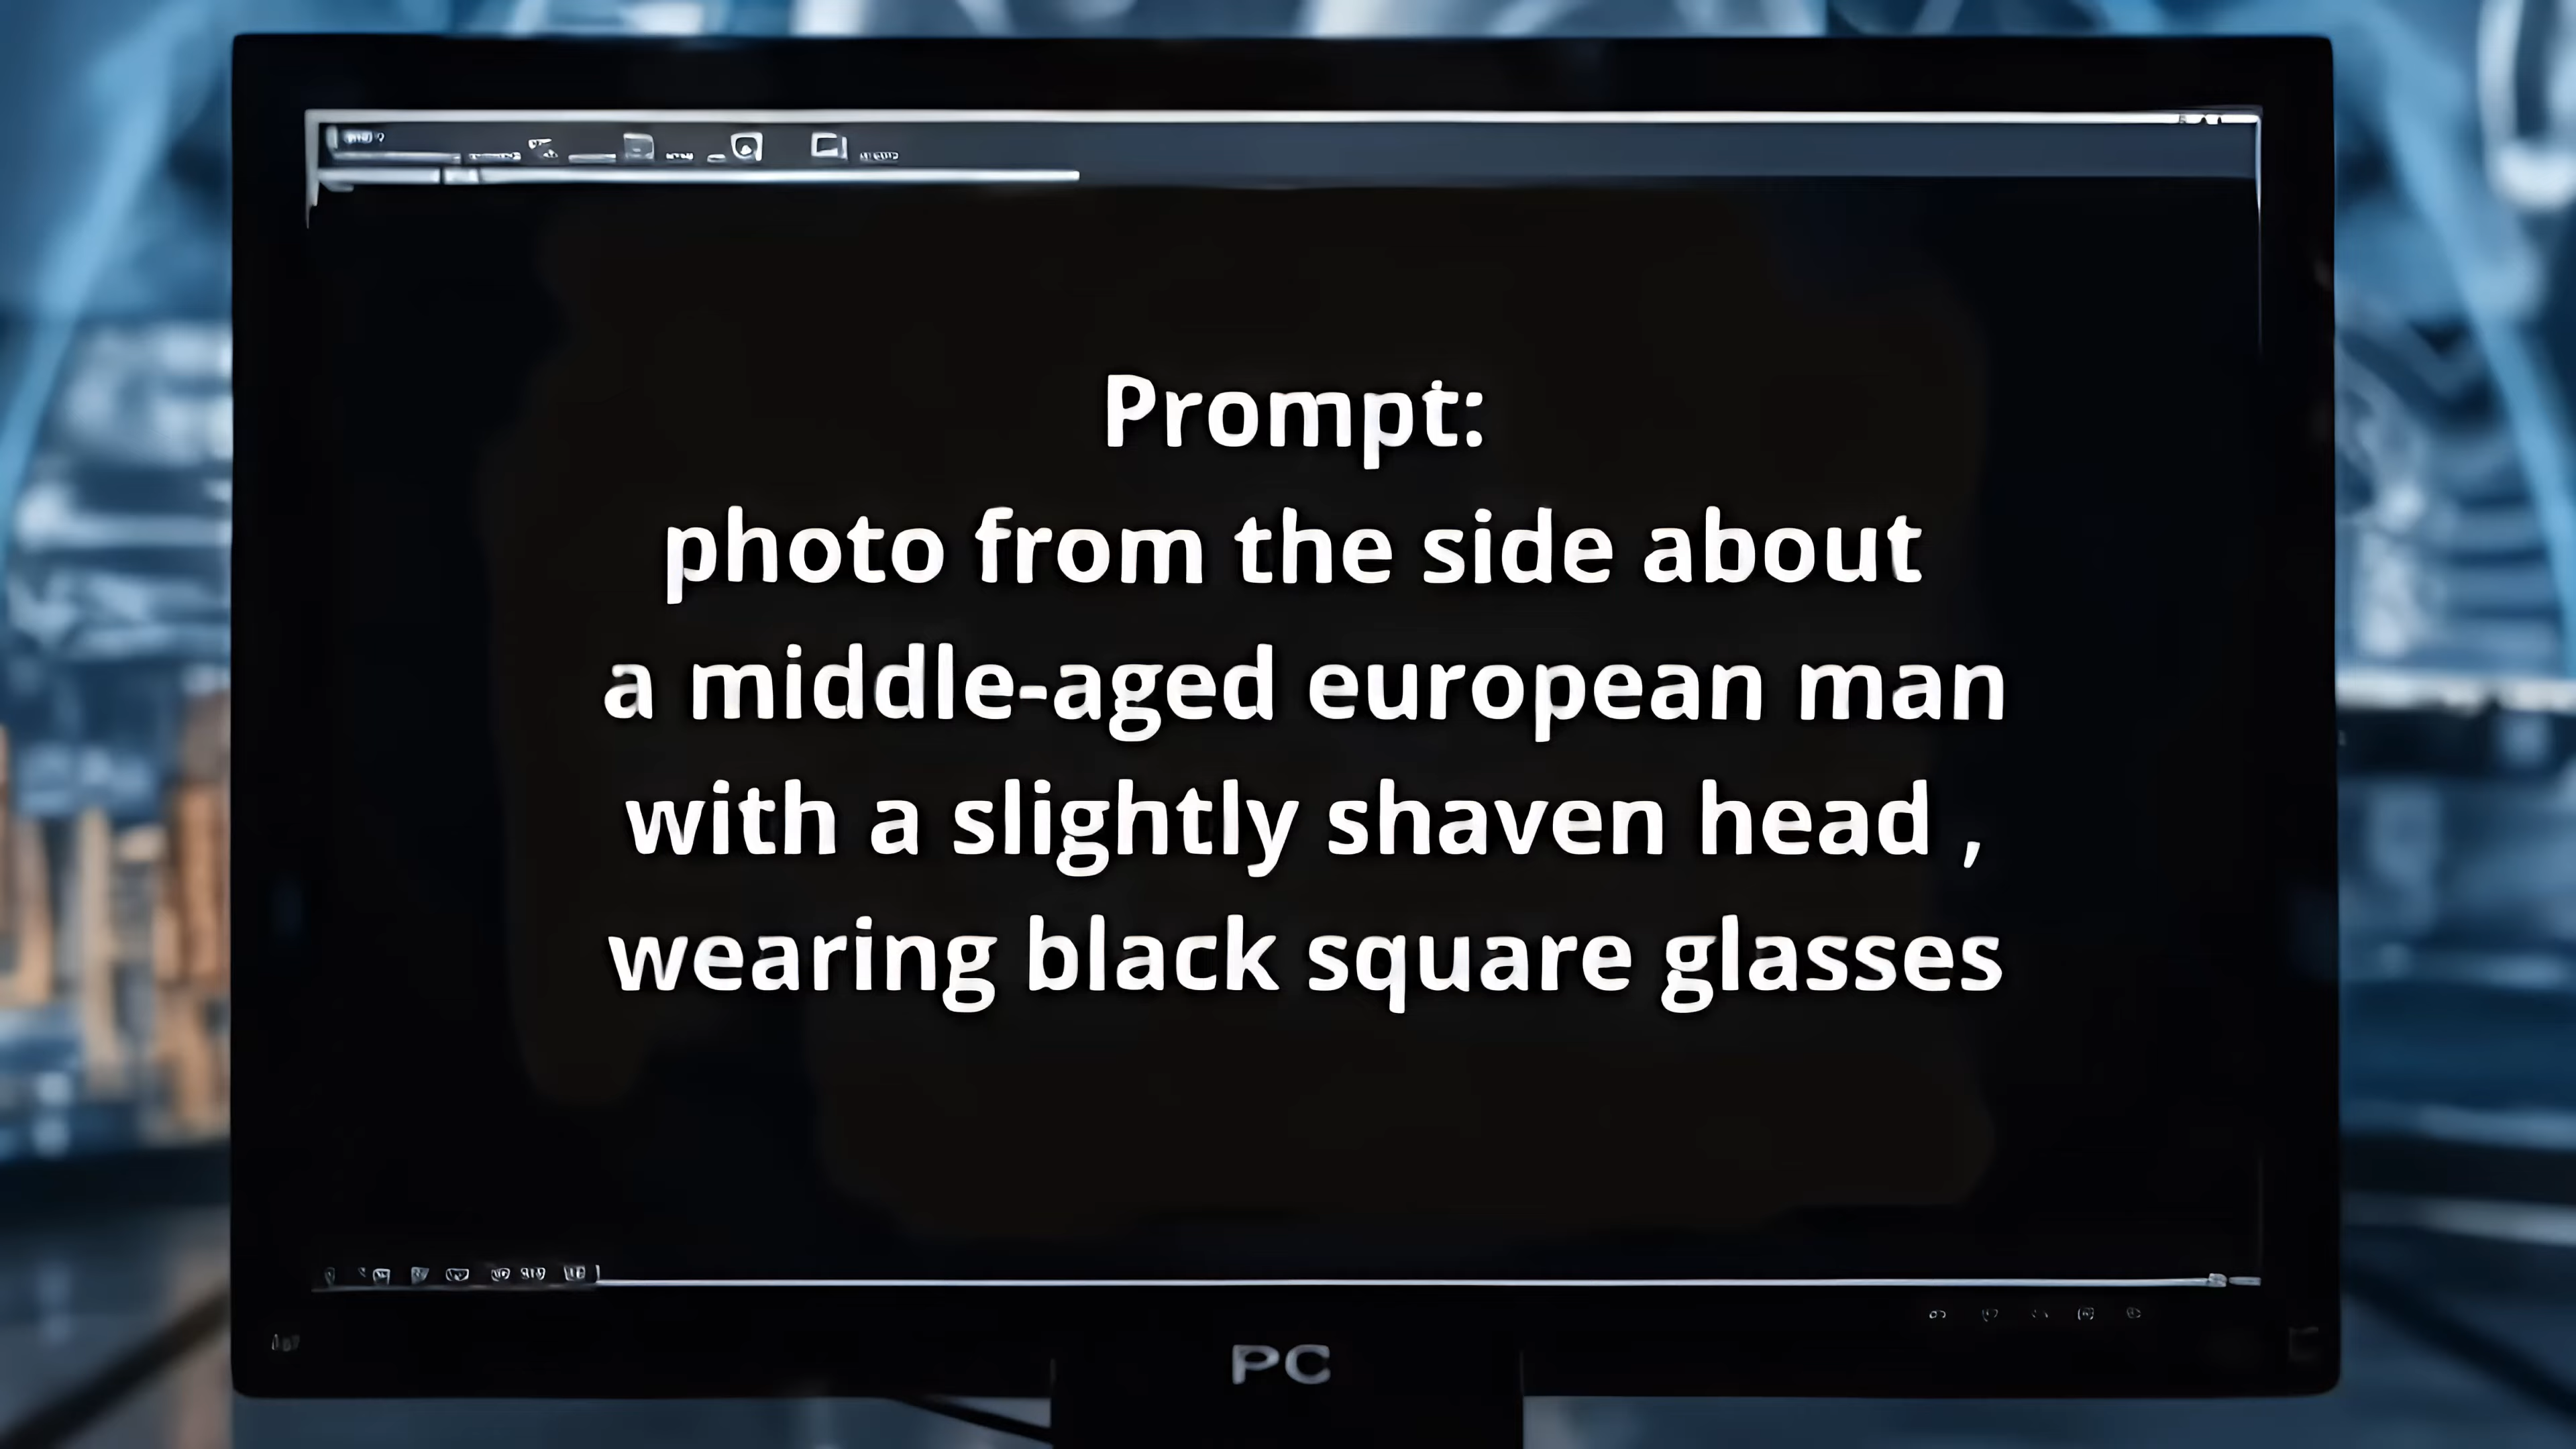 Prompt:
photo from the side about
a middle-aged european man
with a slightly shaven head ,
wearing black square glasses
PC